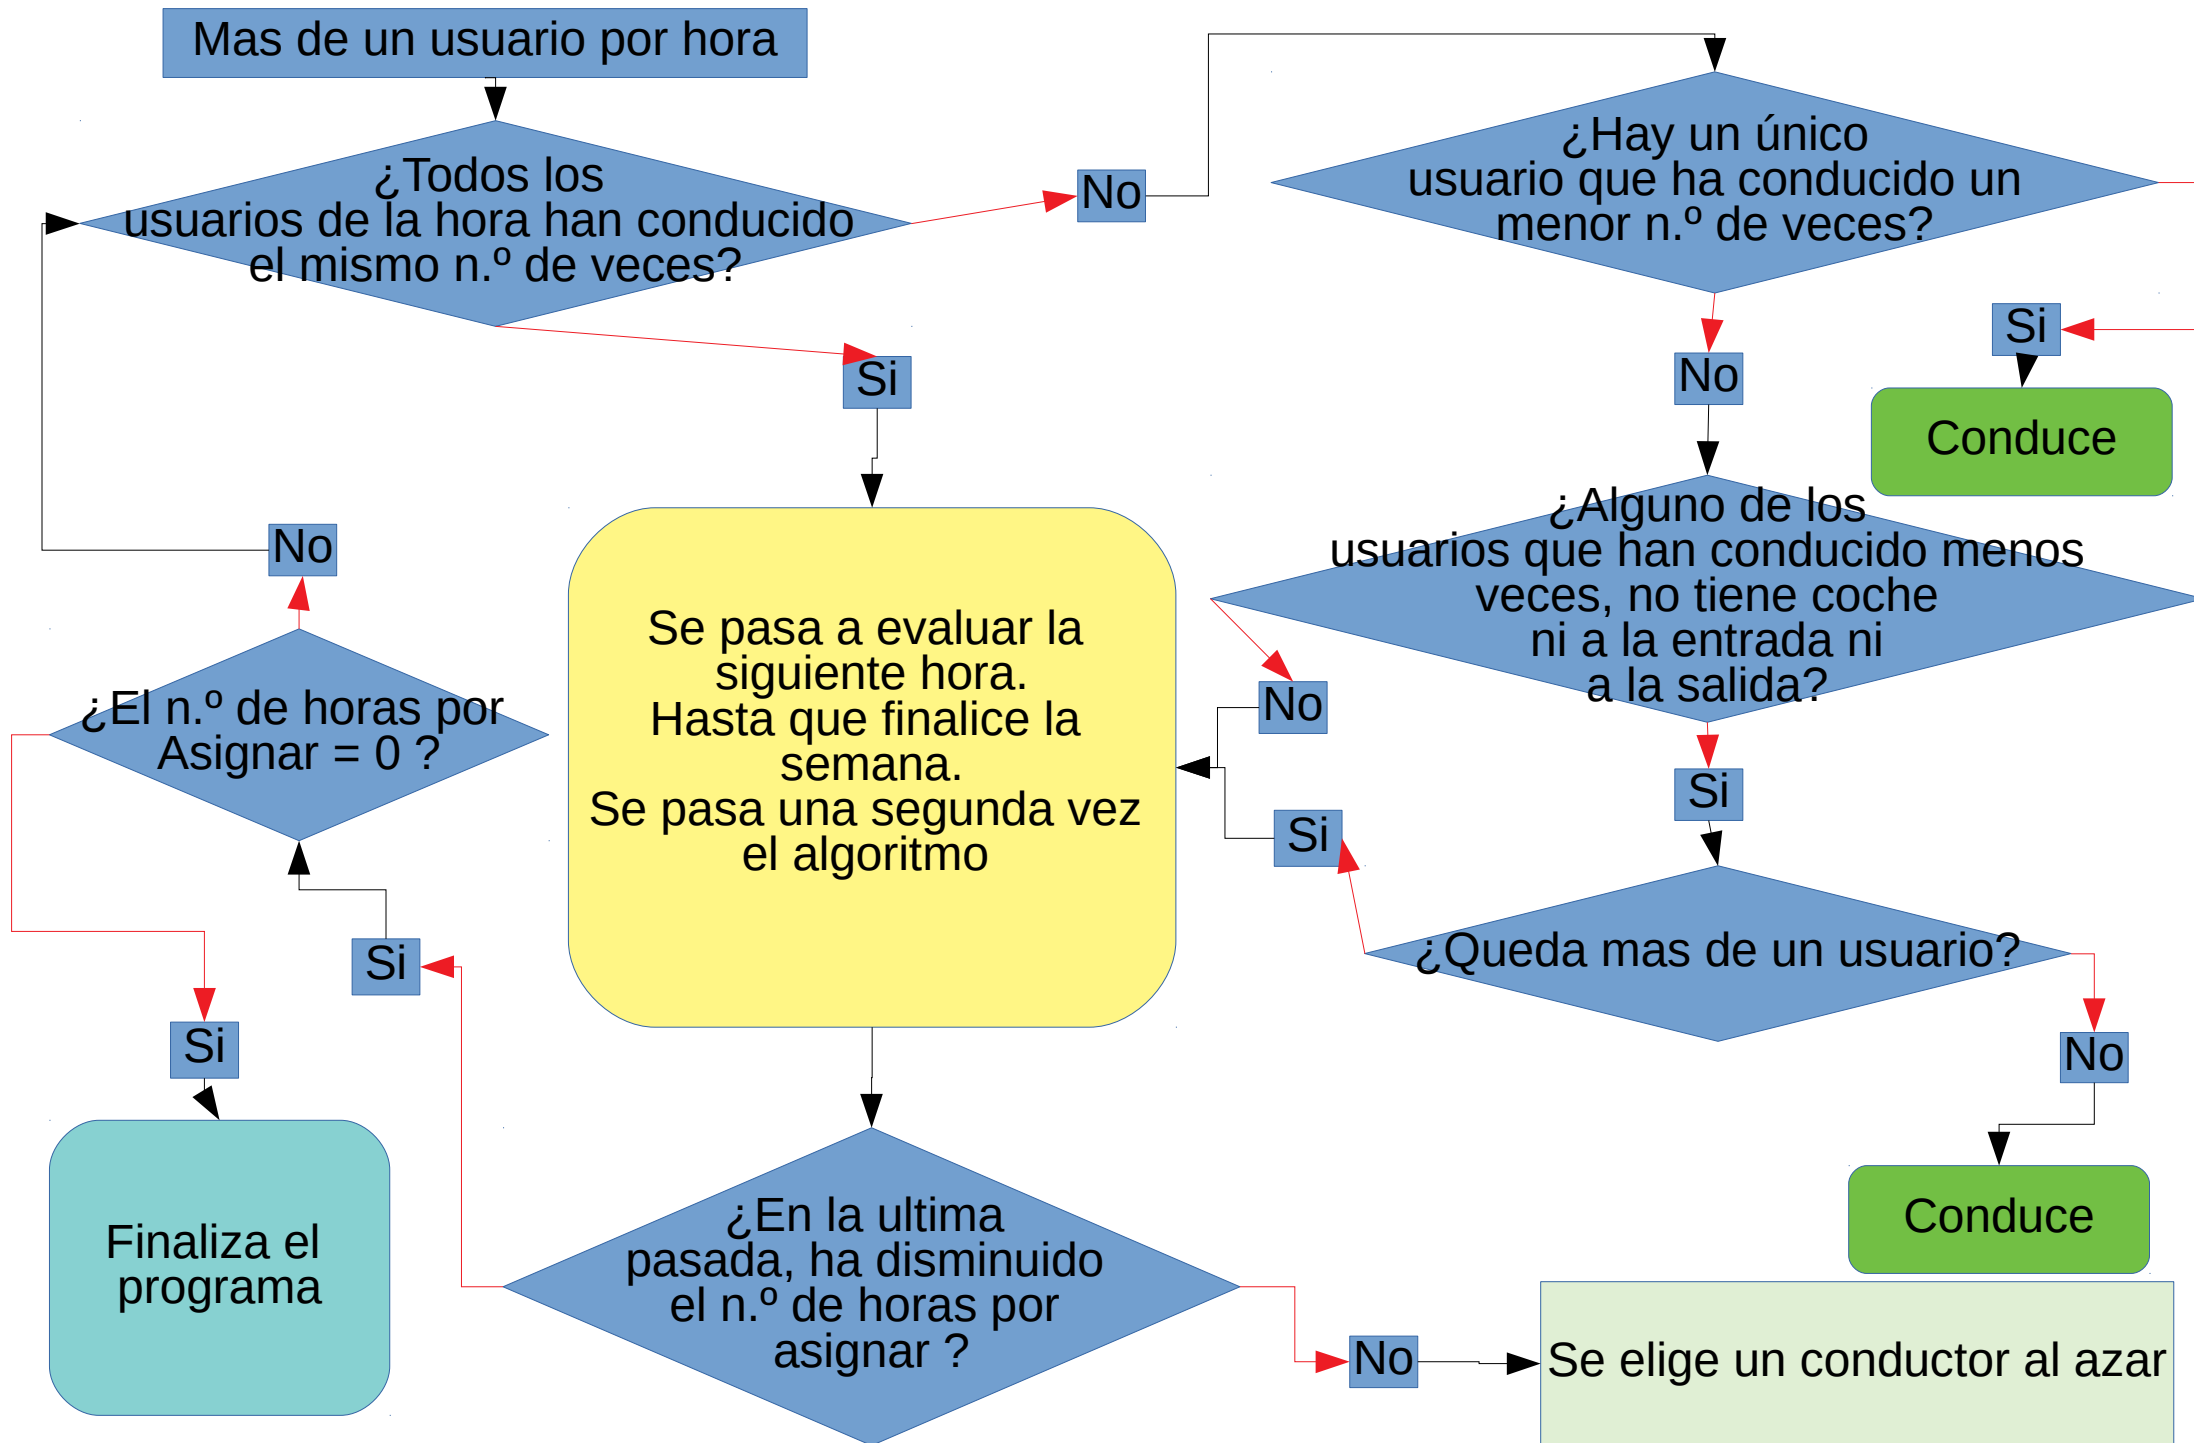 Mas de un usuario por hora
¿Todos los
usuarios de la hora han conducido
el mismo n.º de veces?
No
¿Hay un único
usuario que ha conducido un
menor n.º de veces?
Si
Si
No
Conduce
¿Alguno de los
usuarios que han conducido menos
veces, no tiene coche
ni a la entrada ni
a la salida?
No
Se pasa a evaluar la
siguiente hora.
Hasta que finalice la
semana.
Se pasa una segunda vez
el algoritmo
No
¿El n.º de horas por
Asignar = 0 ?
Si
Si
¿Queda mas de un usuario?
Si
Si
No
Conduce
Finaliza el
programa
¿En la ultima
pasada, ha disminuido
el n.º de horas por
asignar ?
No
Se elige un conductor al azar